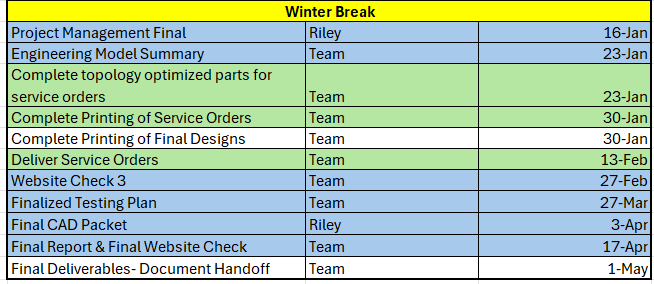 Winter Break
Project Management Final Riley 16-Jan
Engineering Model Summary Team 23-Jan
Complete topology optimized parts for
service orders Team 23-Jan
Complete Printing of Service Orders Team 30-Jan
Complete Printing of Final Designs Team 30-Jan
Deliver Service Orders Team 13-Feb
Website Check 3 Team 27-Feb
Finalized Testing Plan Team 27-Mar
Final CAD Packet Riley 3-Apr
Final Report & Final Website Check Team 17-Apr
Final Deliverables- Document Handoff Team 1-May